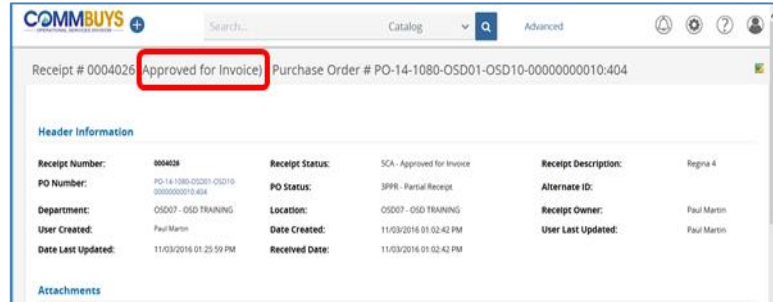 COMMBUYS
OPERATIONAL SERVICES DIVISION
Search... Catalog Advanced
Receipt # 0004026 Approved for Invoice) Purchase Order # PO-14-1080-OSD01-OSD10-00000000010:404
Header Information
Receipt Number: 0004026 Receipt Status: 5CA - Approved for Invoice Receipt Description: Regina 4
PO Number: PO-14-1080-OSD01-OSD10- PO Status: 3PPR - Partial Receipt Alternate ID:
00000000010:404
Department: OSD07 - OSD TRAINING Location: OSD07 - OSD TRAINING Receipt Owner: Paul Martin
User Created: Paul Martin Date Created: 11/03/2016 01:02:42 PM User Last Updated: Paul Martin
Date Last Updated: 11/03/2016 01:25:59 PM Received Date: 11/03/2016 01:02:42 PM
Attachments